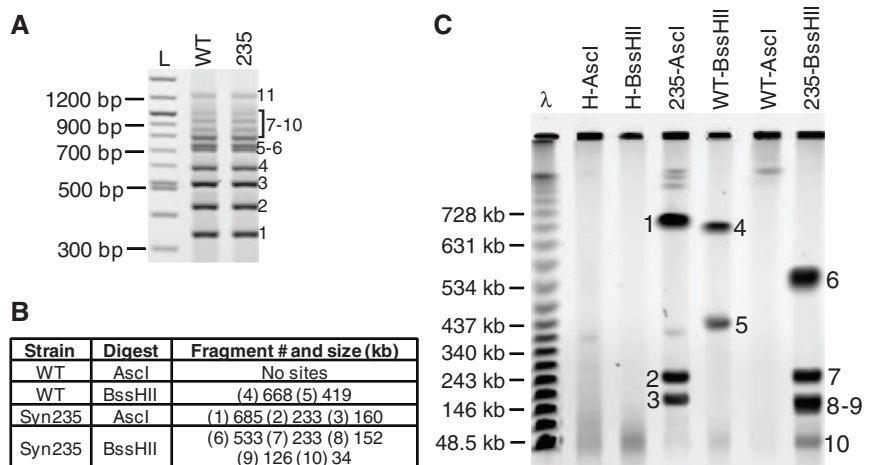 A
L WT 235
1200 bp
900 bp
700 bp
500 bp
300 bp
11
7-10
5-6
4
3
2
1
B
Strain Digest Fragment # and size (kb)
WT AscI No sites
WT BssHII (4) 668 (5) 419
Syn235 AscI (1) 685 (2) 233 (3) 160
Syn235 BssHII (6) 533 (7) 233 (8) 152
(9) 126 (10) 34
C
λ H-AscI H-BssHII 235-AscI WT-BssHII WT-AscI 235-BssHII
728 kb
631 kb
534 kb
437 kb
340 kb
243 kb
146 kb
48.5 kb
1
2
3
4
5
6
7
8-9
10